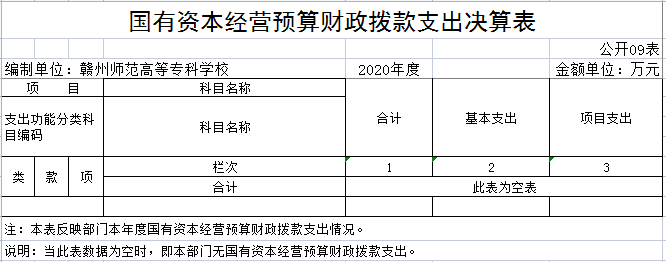 国有资本经营预算财政拨款支出决算表
公开09表
编制单位：赣州师范高等专科学校 2020年度 金额单位：万元
项 目 科目名称 合计 基本支出 项目支出
支出功能分类科目编码 科目名称
类 款 项 栏次 1 2 3
合计 此表为空表
注：本表反映部门本年度国有资本经营预算财政拨款支出情况。
说明：当此表数据为空时，即本部门无国有资本经营预算财政拨款支出。